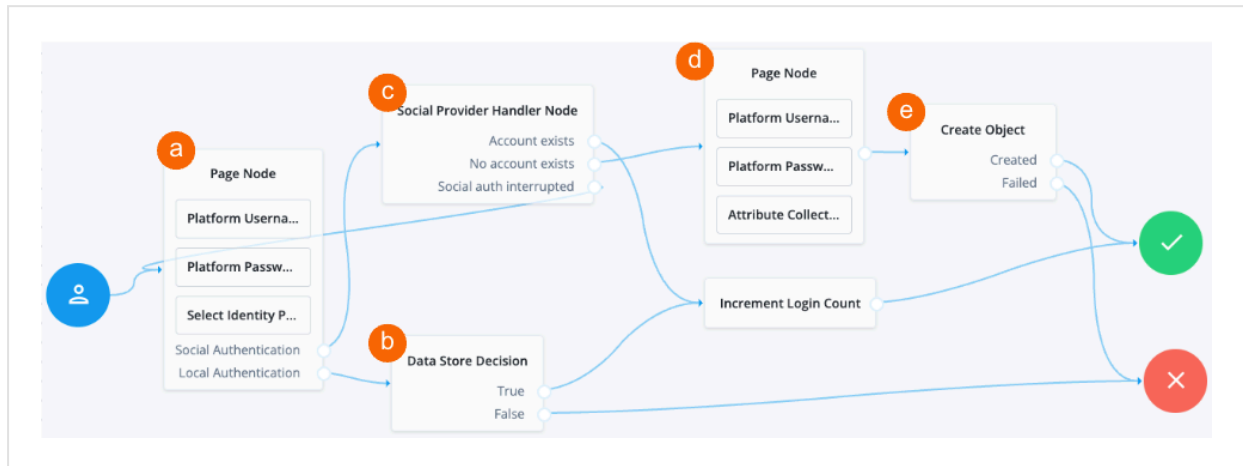 a
Page Node
Platform Userna...
Platform Passw...
Select Identity P...
Social Authentication
Local Authentication
b
Data Store Decision
True
False
c
Social Provider Handler Node
Account exists
No account exists
Social auth interrupted
d
Page Node
Platform Userna...
Platform Passw...
Attribute Collect...
Increment Login Count
e
Create Object
Created
Failed